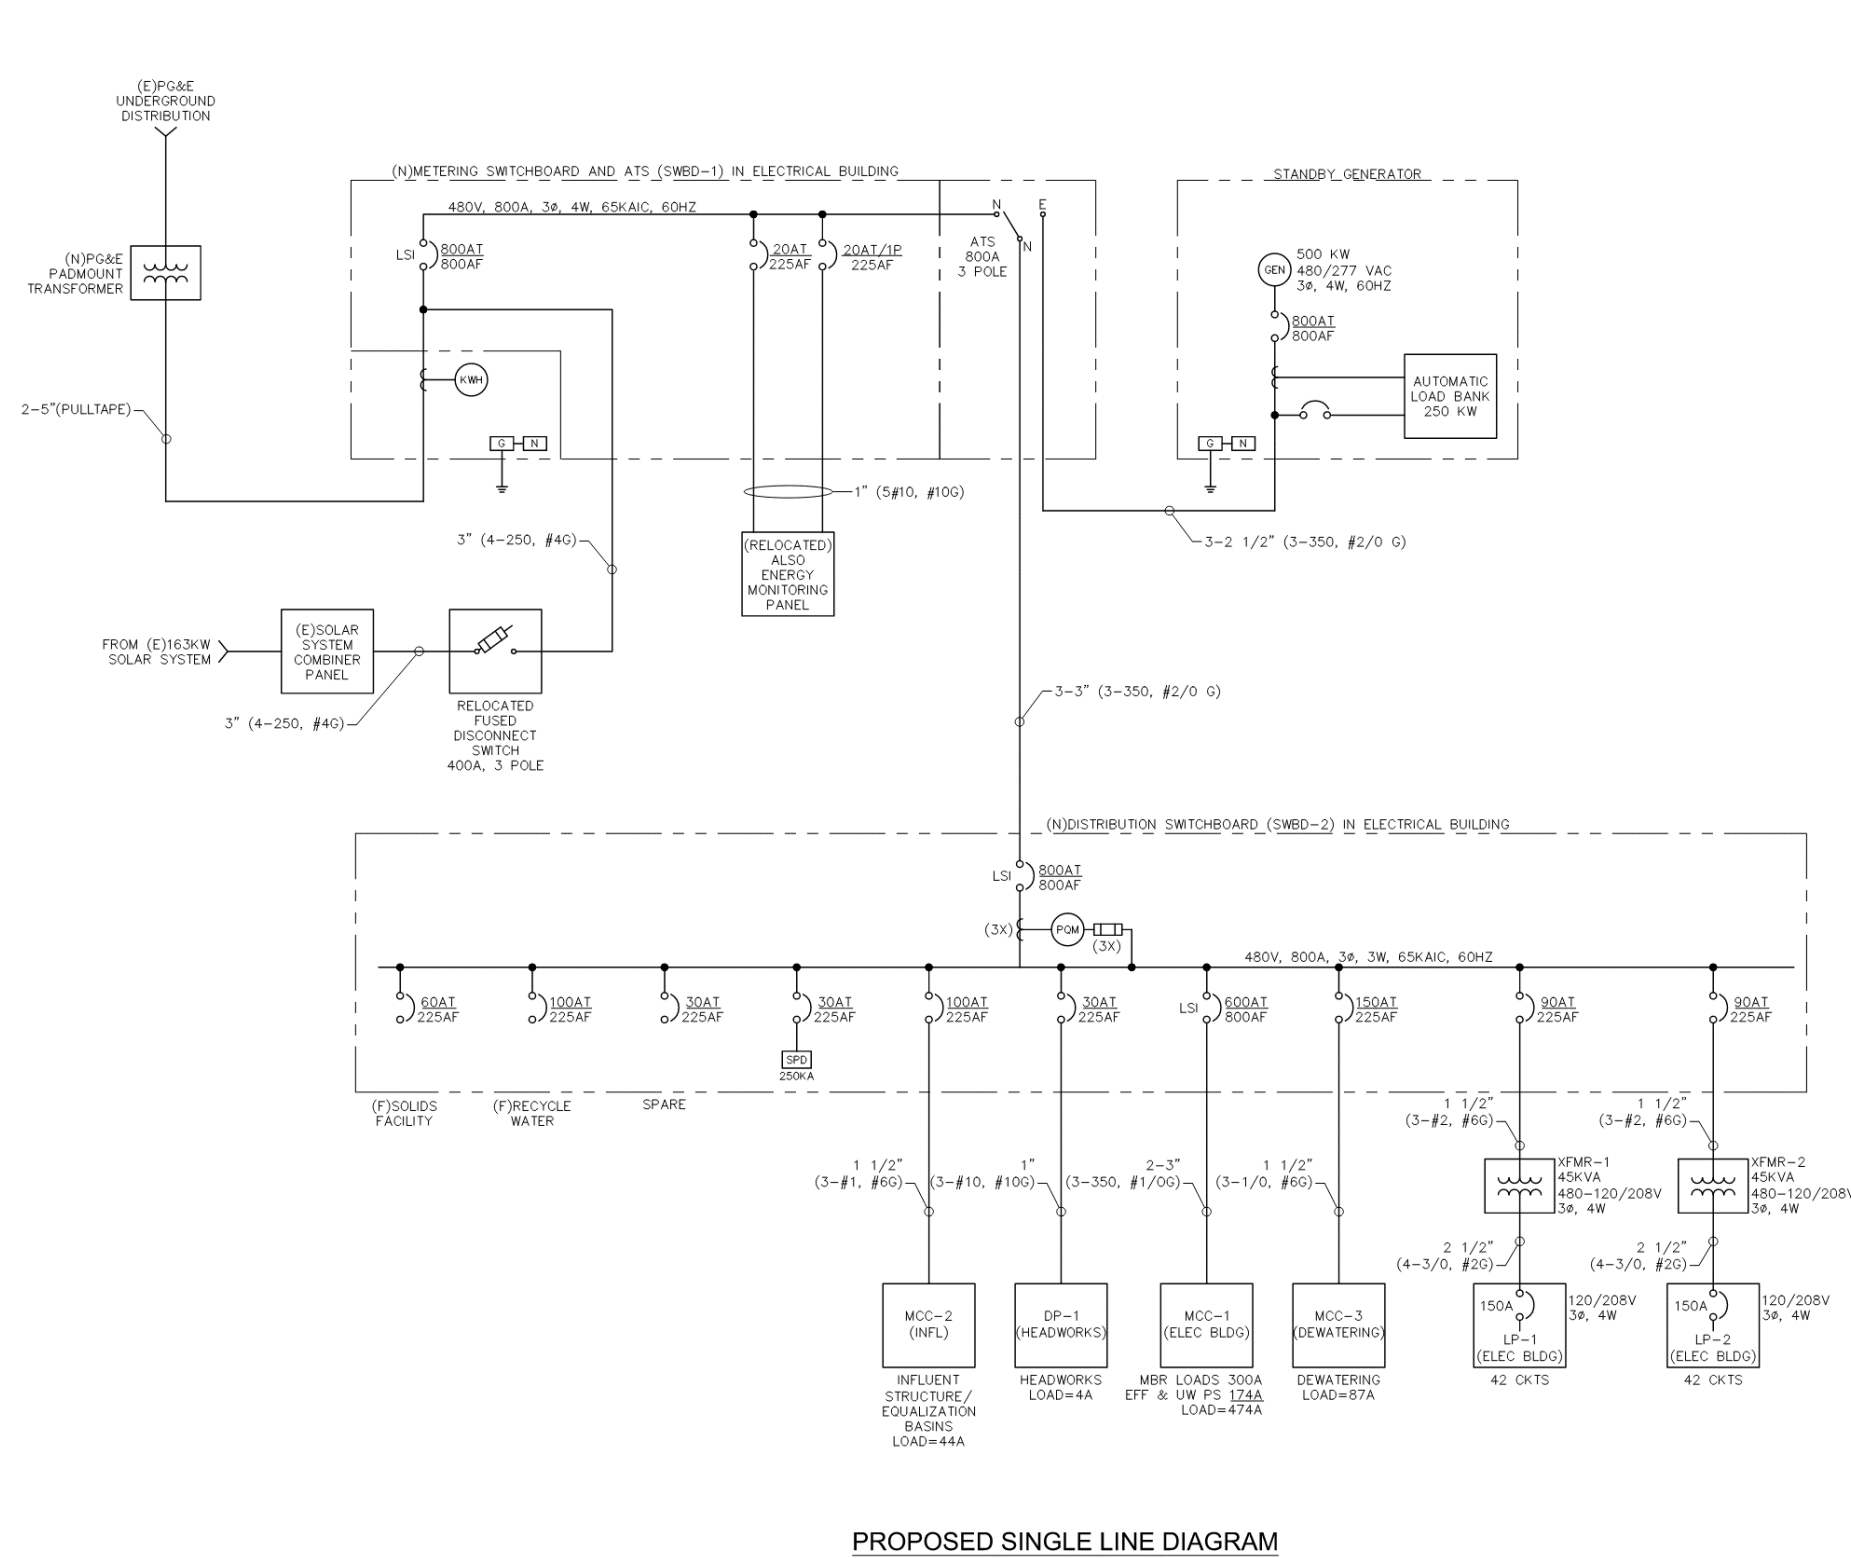 (E)PG&E
UNDERGROUND
DISTRIBUTION
(N)PG&E
PADMOUNT
TRANSFORMER
2-5"(PULLTAPE)
(N)METERING SWITCHBOARD AND ATS (SWBD-1) IN ELECTRICAL BUILDING
480V, 800A, 3ø, 4W, 65KAIC, 60HZ
LSI
800AT
800AF
KWH
G
N
20AT
225AF
20AT/1P
225AF
N
E
N
ATS
800A
3 POLE
STANDBY GENERATOR
GEN
500 KW
480/277 VAC
3ø, 4W, 60HZ
800AT
800AF
AUTOMATIC
LOAD BANK
250 KW
G
N
1" (5#10, #10G)
(RELOCATED)
ALSO
ENERGY
MONITORING
PANEL
3-2 1/2" (3-350, #2/0 G)
3" (4-250, #4G)
FROM (E)163KW
SOLAR SYSTEM
(E)SOLAR
SYSTEM
COMBINER
PANEL
3" (4-250, #4G)
RELOCATED
FUSED
DISCONNECT
SWITCH
400A, 3 POLE
3-3" (3-350, #2/0 G)
(N)DISTRIBUTION SWITCHBOARD (SWBD-2) IN ELECTRICAL BUILDING
LSI
800AT
800AF
(3X)
PQM
(3X)
480V, 800A, 3ø, 3W, 65KAIC, 60HZ
60AT
225AF
100AT
225AF
30AT
225AF
30AT
225AF
SPD
250KA
100AT
225AF
30AT
225AF
LSI
600AT
800AF
150AT
225AF
90AT
225AF
90AT
225AF
(F)SOLIDS
FACILITY
(F)RECYCLE
WATER
SPARE
1 1/2"
(3-#1, #6G)
1"
(3-#10, #10G)
2-3"
(3-350, #1/0G)
1 1/2"
(3-1/0, #6G)
1 1/2"
(3-#2, #6G)
1 1/2"
(3-#2, #6G)
XFMR-1
45KVA
480-120/208V
3ø, 4W
XFMR-2
45KVA
480-120/208V
3ø, 4W
2 1/2"
(4-3/0, #2G)
2 1/2"
(4-3/0, #2G)
MCC-2
(INFL)
INFLUENT
STRUCTURE/
EQUALIZATION
BASINS
LOAD=44A
DP-1
(HEADWORKS)
HEADWORKS
LOAD=4A
MCC-1
(ELEC BLDG)
MBR LOADS 300A
EFF & UW PS 174A
LOAD=474A
MCC-3
(DEWATERING)
DEWATERING
LOAD=87A
150A
LP-1
(ELEC BLDG)
42 CKTS
120/208V
3ø, 4W
150A
LP-2
(ELEC BLDG)
42 CKTS
120/208V
3ø, 4W
PROPOSED SINGLE LINE DIAGRAM